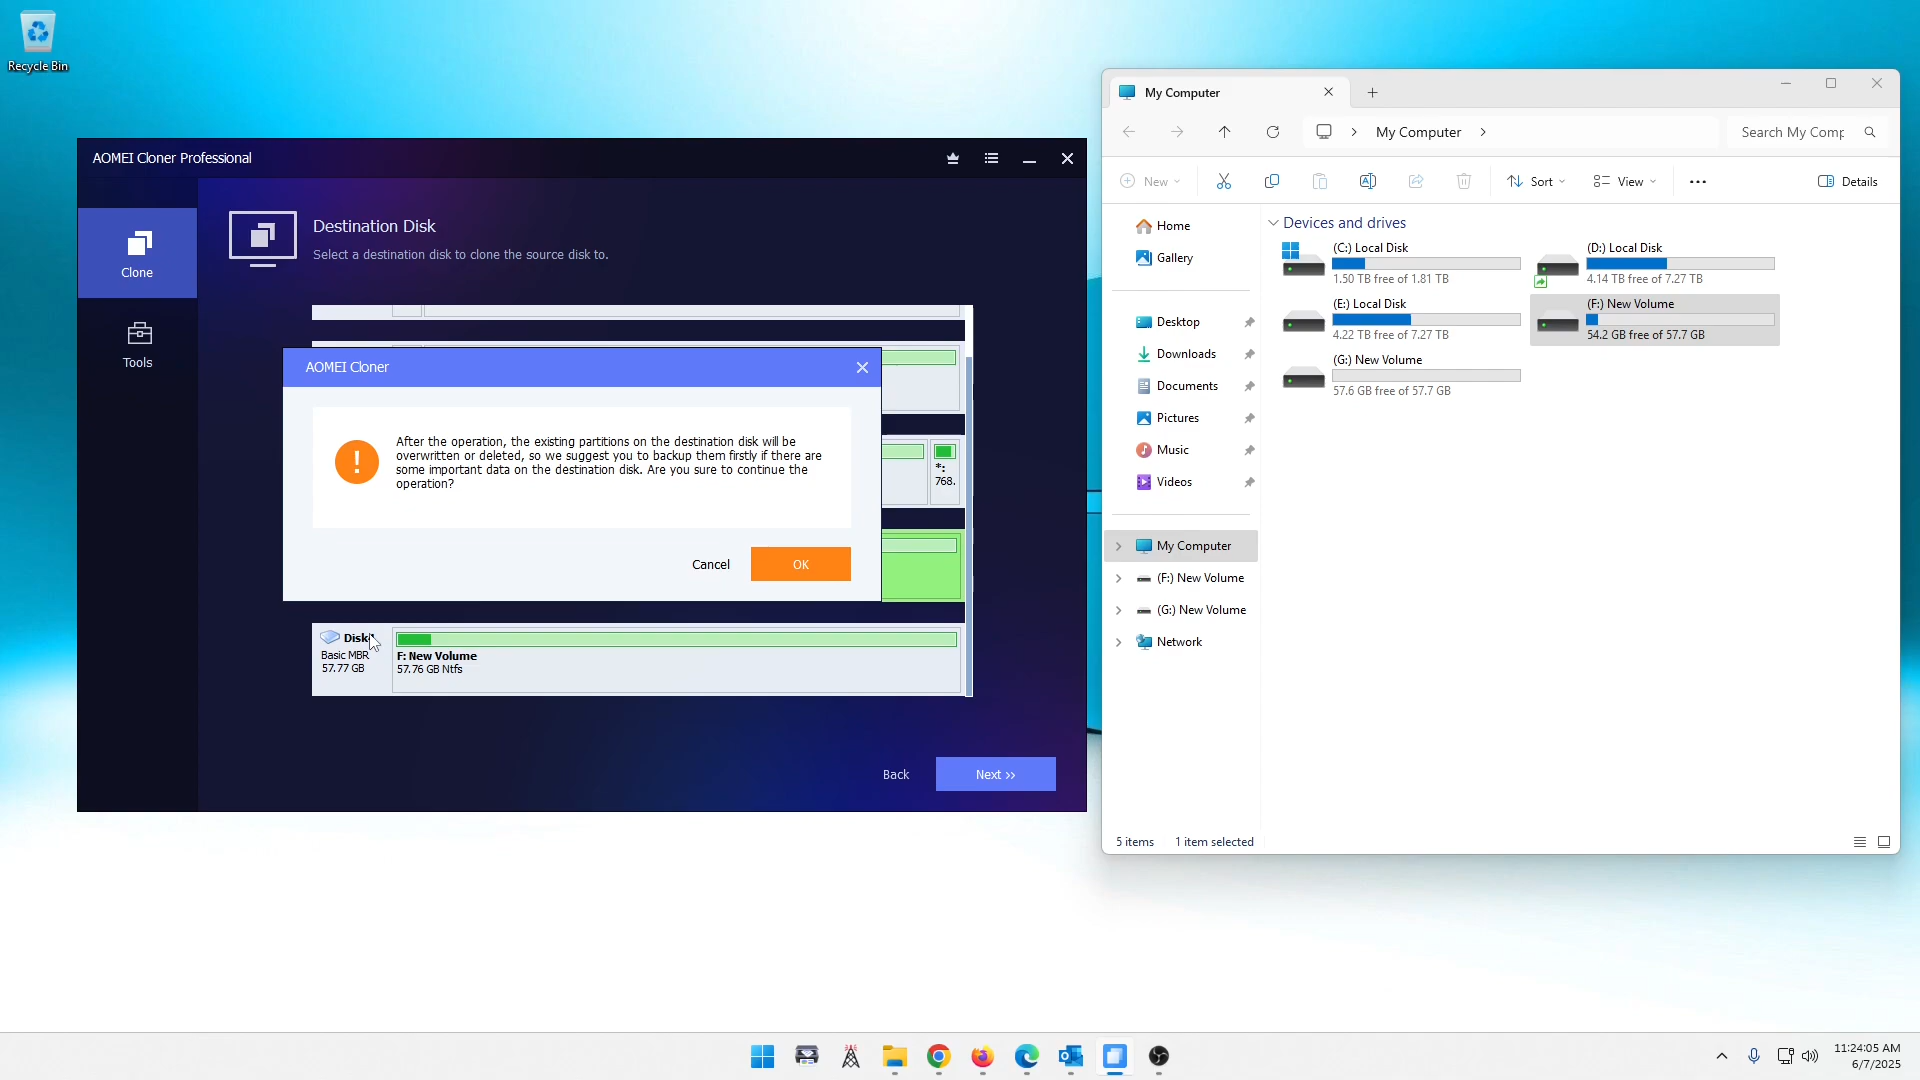 Recycle Bin
AOMEI Cloner Professional
Clone
Tools
Destination Disk
Select a destination disk to clone the source disk to.
*:
768.
AOMEI Cloner
!
After the operation, the existing partitions on the destination disk will be
overwritten or deleted, so we suggest you to backup them firstly if there are
some important data on the destination disk. Are you sure to continue the
operation?
Cancel
OK
Disk
Basic MBR
57.77 GB
F: New Volume
57.76 GB Ntfs
Back
Next >>
My Computer
My Computer
Search My Comp
New
Sort
View
Details
Home
Gallery
Desktop
Downloads
Documents
Pictures
Music
Videos
My Computer
(F:) New Volume
(G:) New Volume
Network
Devices and drives
(C:) Local Disk
1.50 TB free of 1.81 TB
(D:) Local Disk
4.14 TB free of 7.27 TB
(E:) Local Disk
4.22 TB free of 7.27 TB
(F:) New Volume
54.2 GB free of 57.7 GB
(G:) New Volume
57.6 GB free of 57.7 GB
5 items
1 item selected
11:24:05 AM
6/7/2025